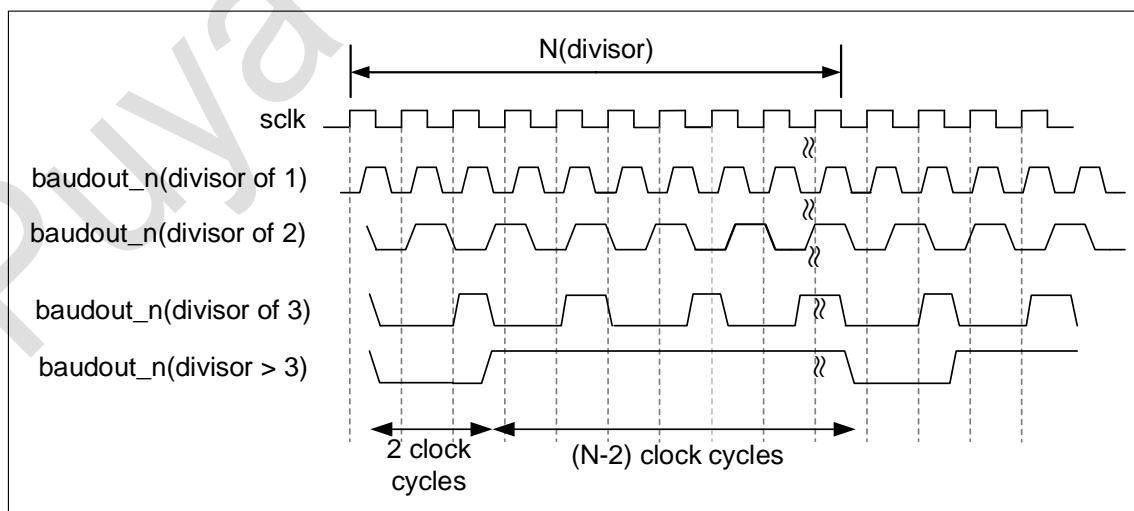 N(divisor)
sclk
baudout_n(divisor of 1)
baudout_n(divisor of 2)
baudout_n(divisor of 3)
baudout_n(divisor > 3)
2 clock
cycles
(N-2) clock cycles
Puya